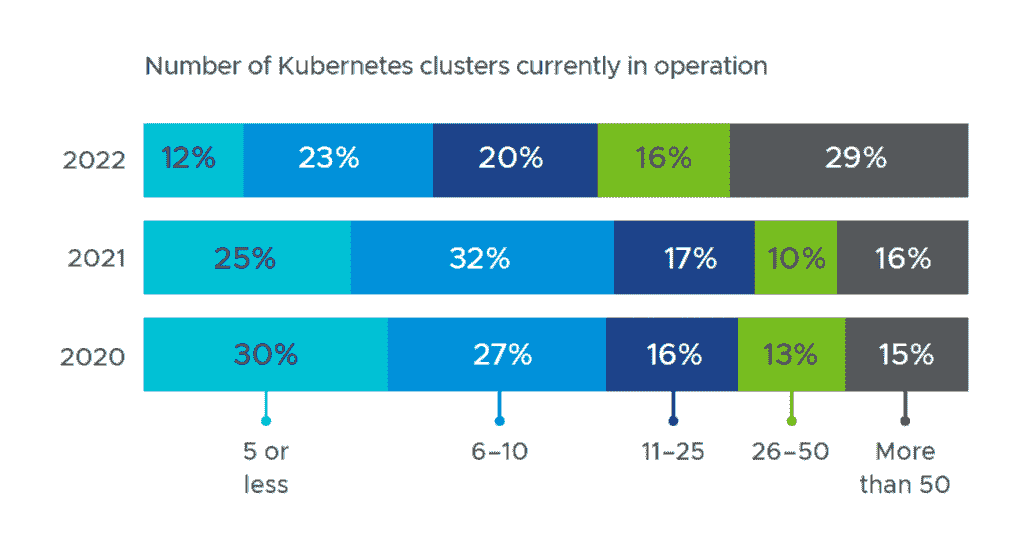 Number of Kubernetes clusters currently in operation
2022 12% 23% 20% 16% 29%
2021 25% 32% 17% 10% 16%
2020 30% 27% 16% 13% 15%
5 or less 6–10 11–25 26–50 More than 50